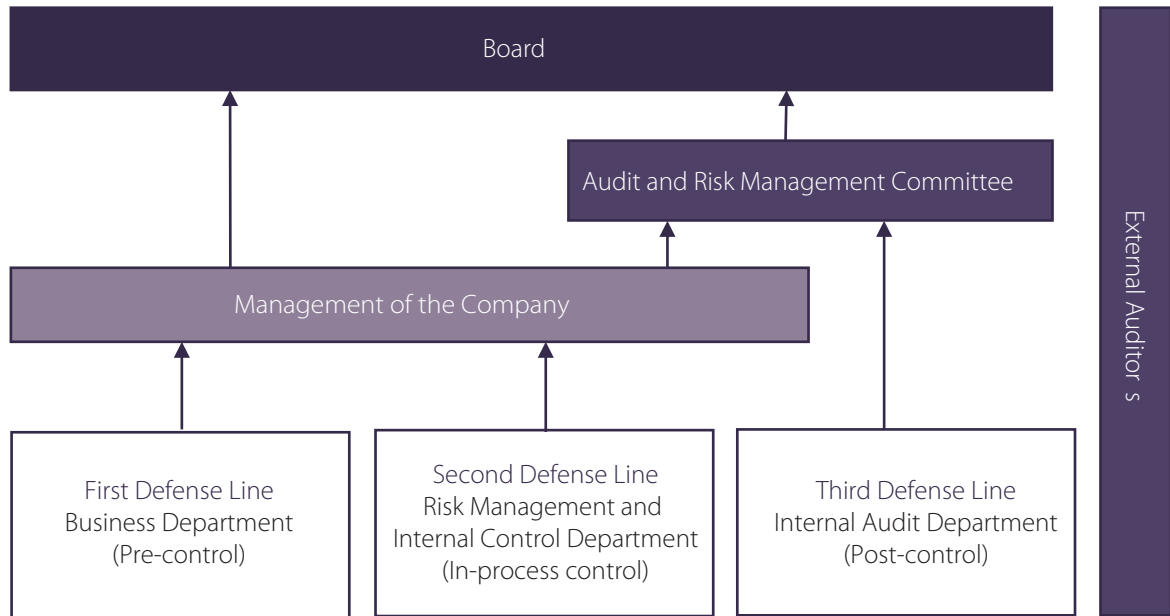 Board
Audit and Risk Management Committee
Management of the Company
First Defense Line
Business Department
(Pre-control)
Second Defense Line
Risk Management and
Internal Control Department
(In-process control)
Third Defense Line
Internal Audit Department
(Post-control)
External Auditor s